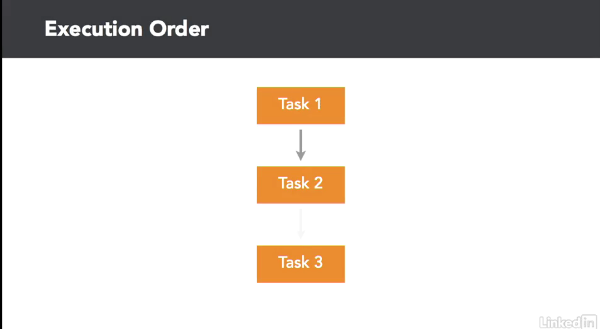 Execution Order
Task 1
Task 2
Task 3
Linked in